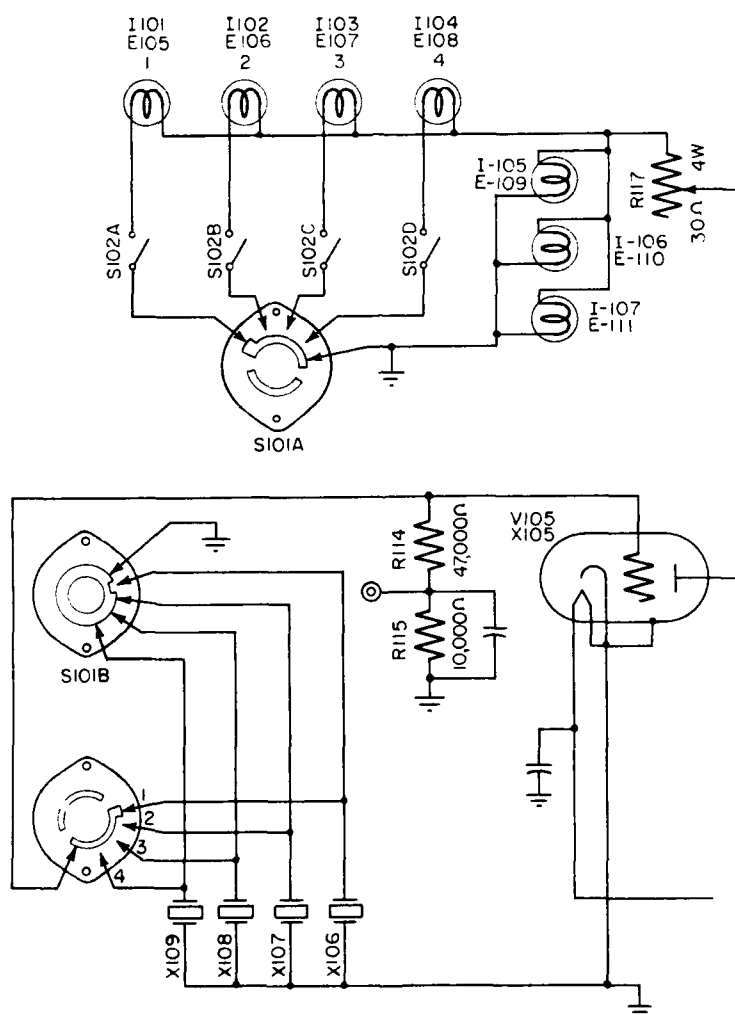 I101 I102 I103 I104
E105 E106 E107 E108
1 2 3 4
I-105
E-109
R117
4W
30Ω
S102A
S102B
S102C
S102D
I-106
E-110
I-107
E-111
S101A
V105
X105
R114
47,000Ω
R115
10,000Ω
S101B
1
2
3
4
X109
X108
X107
X106